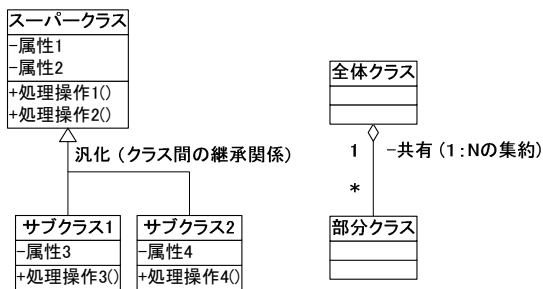 スーパークラス
-属性1
-属性2
+処理操作1()
+処理操作2()
汎化（クラス間の継承関係）
サブクラス1
-属性3
+処理操作3()
サブクラス2
-属性4
+処理操作4()
全体クラス
1
-共有（1:Nの集約）
*
部分クラス